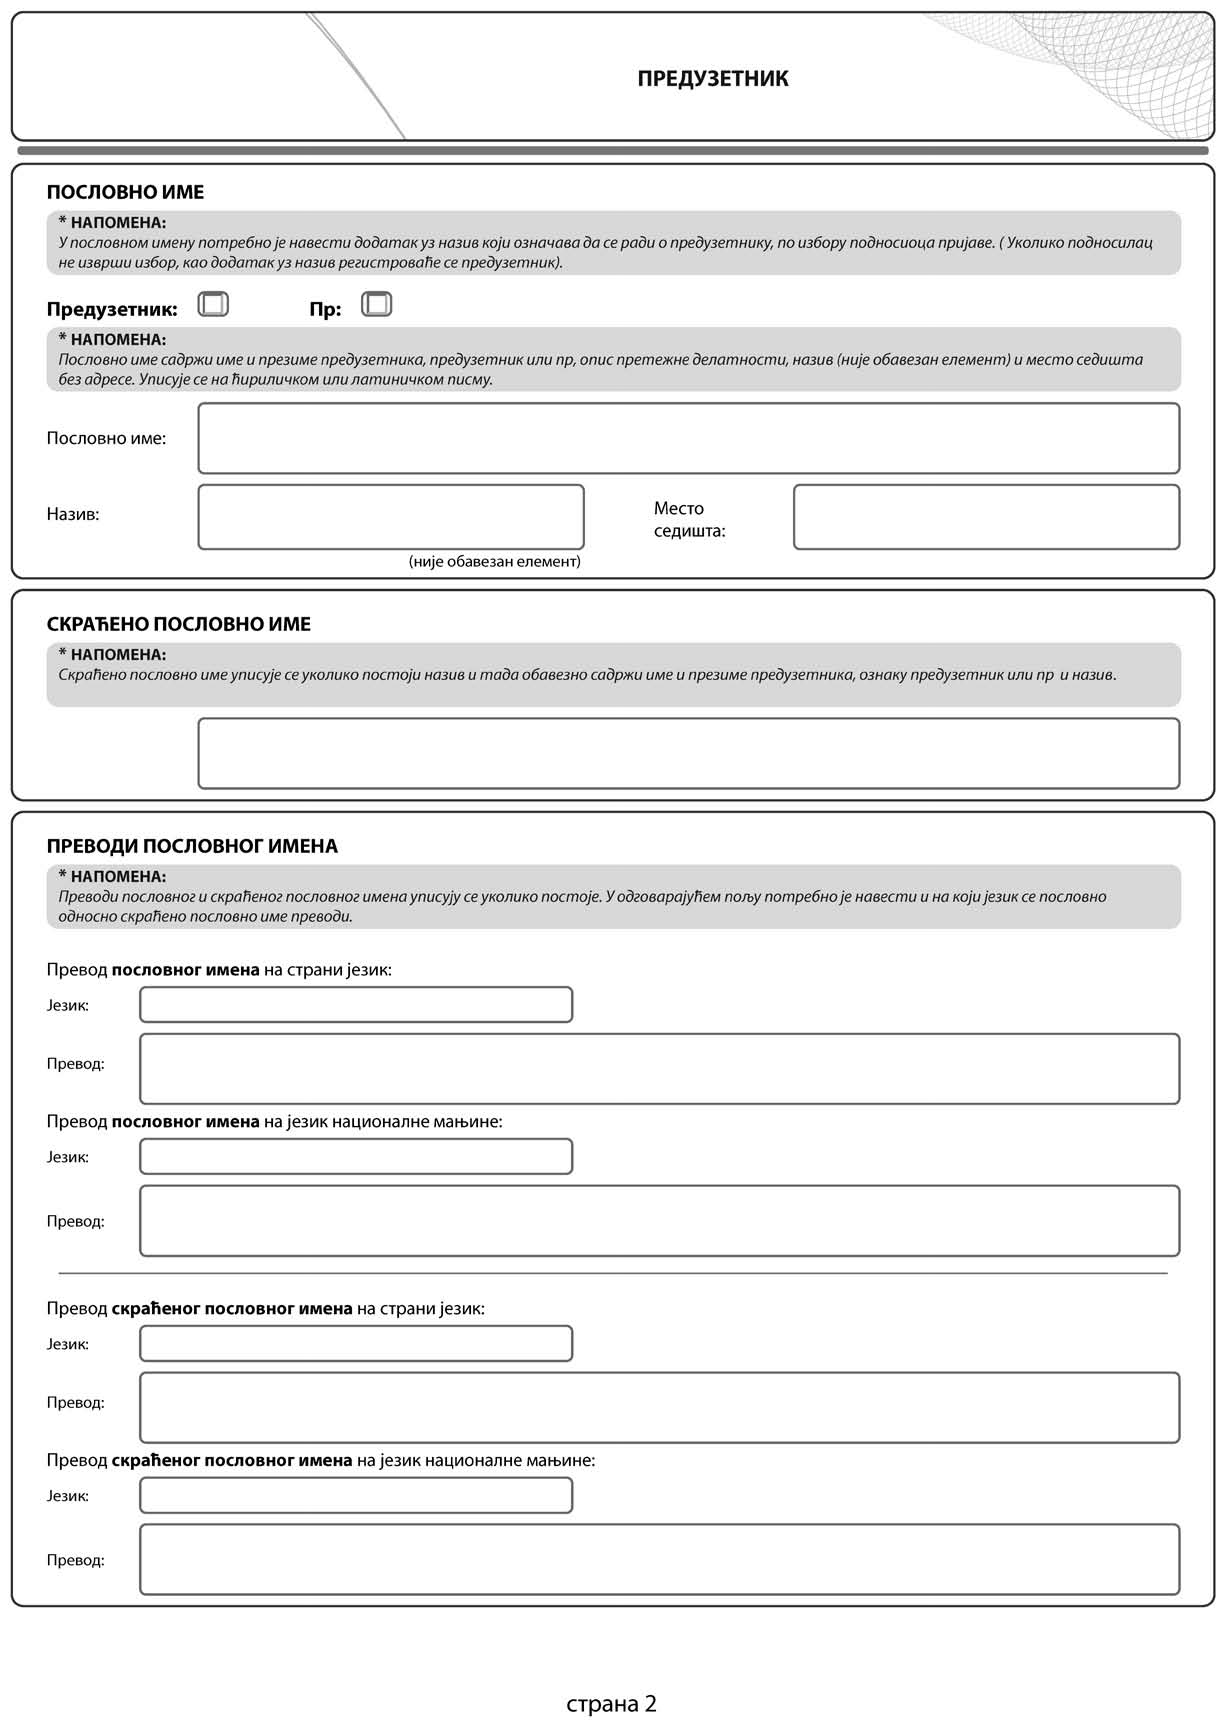 ПРЕДУЗЕТНИК
ПОСЛОВНО ИМЕ
* НАПОМЕНА:
У пословном имену потребно је навести додатак уз назив који означава да се ради о предузетнику, по избору подносиоца пријаве. ( Уколико подносилац
не изврши избор, као додатак уз назив регистроваће се предузетник).
Предузетник: Пр:
* НАПОМЕНА:
Пословно име садржи име и презиме предузетника, предузетник или пр, опис претежне делатности, назив (није обавезан елемент) и место седишта
без адресе. Уписује се на ћириличком или латиничком писму.
Пословно име:
Назив: Место
седишта:
(није обавезан елемент)
СКРАЋЕНО ПОСЛОВНО ИМЕ
* НАПОМЕНА:
Скраћено пословно име уписује се уколико постоји назив и тада обавезно садржи име и презиме предузетника, ознаку предузетник или пр и назив.
ПРЕВОДИ ПОСЛОВНОГ ИМЕНА
* НАПОМЕНА:
Преводи пословног и скраћеног пословног имена уписују се уколико постоје. У одговарајућем пољу потребно је навести и на који језик се пословно
односно скраћено пословно име преводи.
Превод пословног имена на страни језик:
Језик:
Превод:
Превод пословног имена на језик националне мањине:
Језик:
Превод:
Превод скраћеног пословног имена на страни језик:
Језик:
Превод:
Превод скраћеног пословног имена на језик националне мањине:
Језик:
Превод:
страна 2